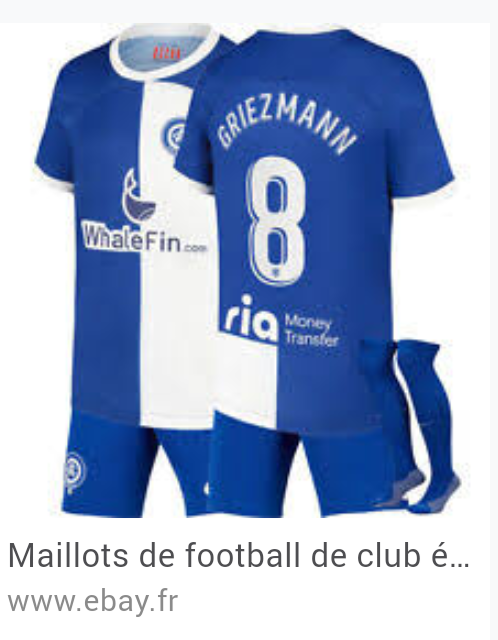 GRIEZMANN
8
WhaleFin.com
ria Money
Transfer
Maillots de football de club é...
www.ebay.fr